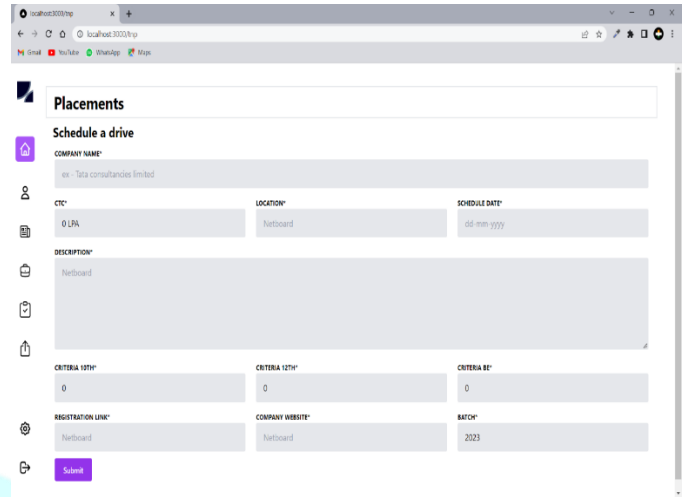 localhost:3000/tnp
localhost:3000/tnp
Gmail YouTube WhatsApp Maps
Placements
Schedule a drive
COMPANY NAME*
ex - Tata consultancies limited
CTC* LOCATION* SCHEDULE DATE*
0 LPA Netboard dd-mm-yyyy
DESCRIPTION*
Netboard
CRITERIA 10TH* CRITERIA 12TH* CRITERIA BE*
0 0 0
REGISTRATION LINK* COMPANY WEBSITE* BATCH*
Netboard Netboard 2023
Submit